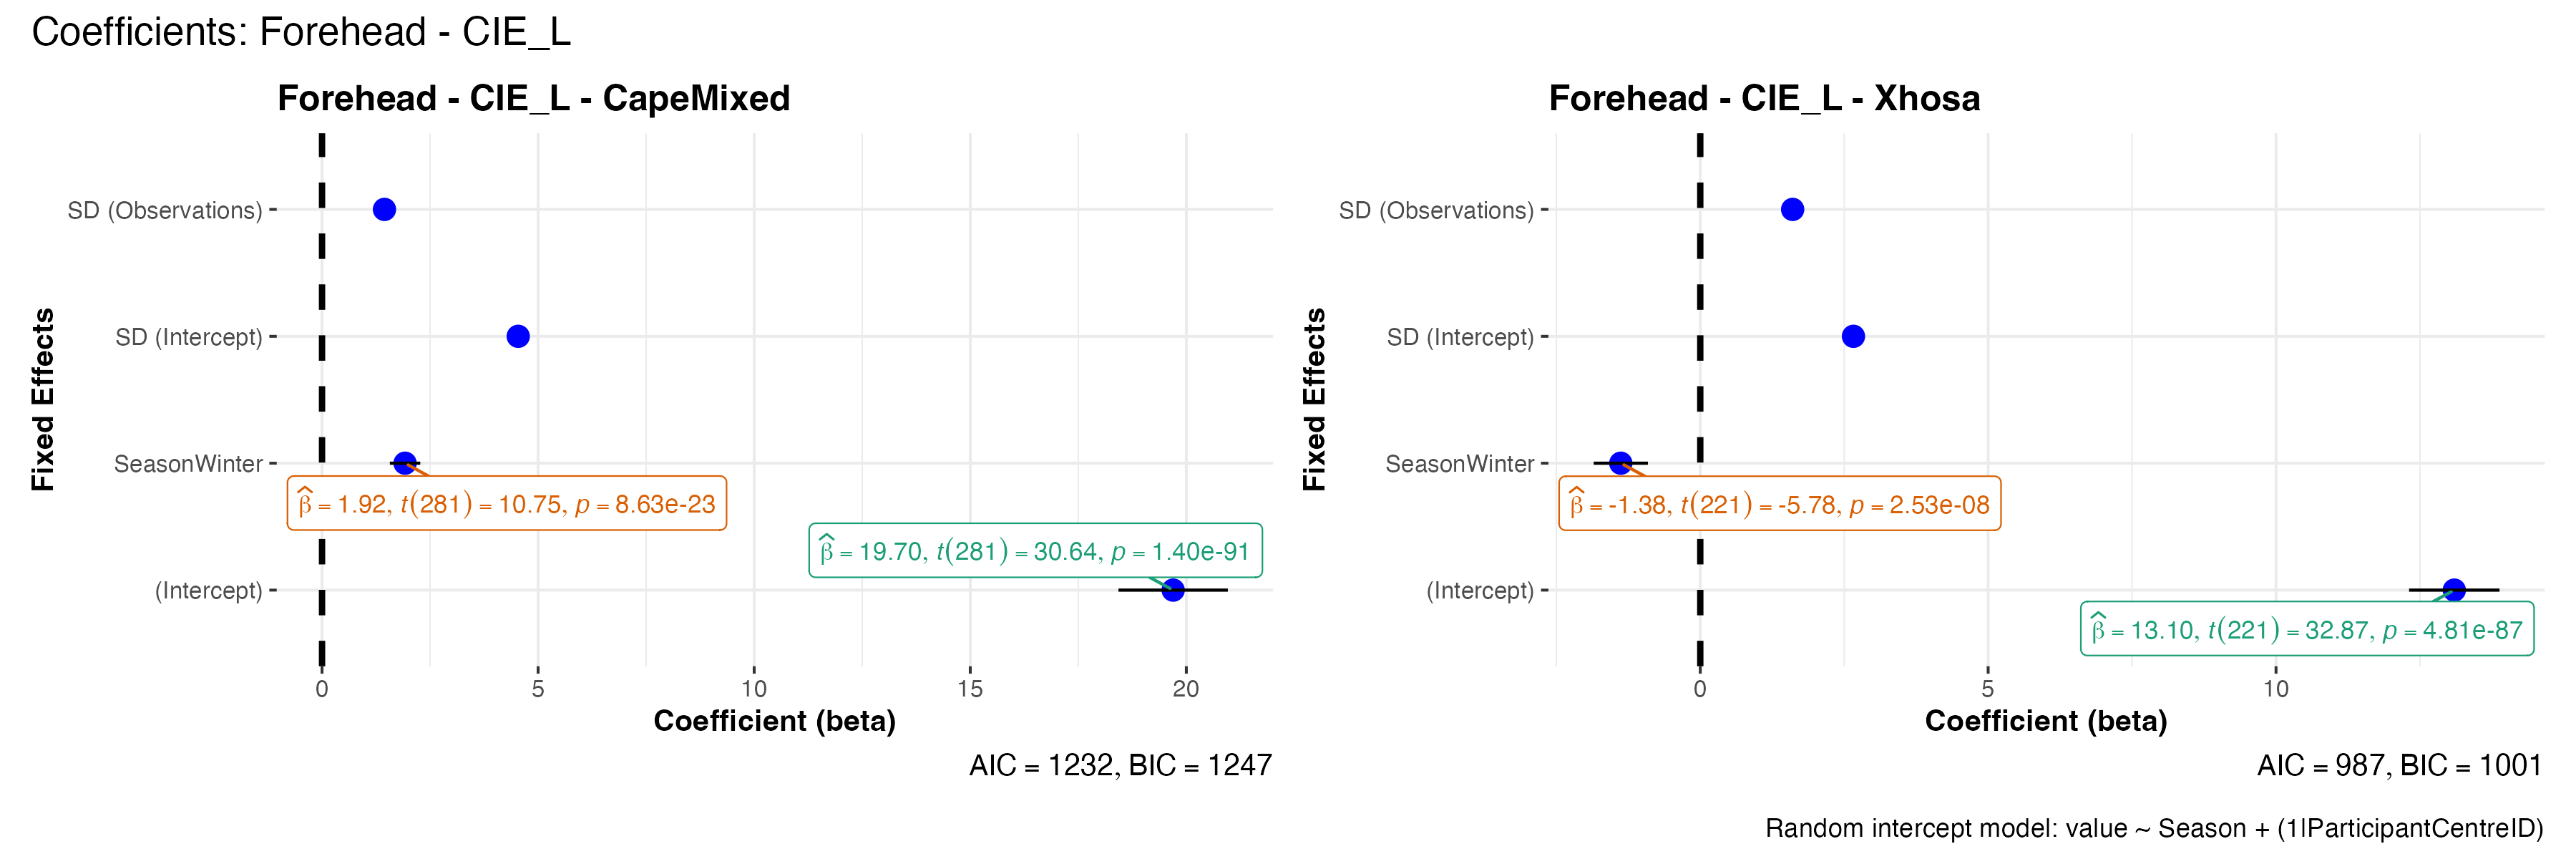 Coefficients: Forehead - CIE_L
Forehead - CIE_L - CapeMixed
Fixed Effects
SD (Observations)
SD (Intercept)
SeasonWinter
(Intercept)
β̂ = 1.92, t(281) = 10.75, p = 8.63e-23
β̂ = 19.70, t(281) = 30.64, p = 1.40e-91
0 5 10 15 20
Coefficient (beta)
AIC = 1232, BIC = 1247
Forehead - CIE_L - Xhosa
Fixed Effects
SD (Observations)
SD (Intercept)
SeasonWinter
(Intercept)
β̂ = -1.38, t(221) = -5.78, p = 2.53e-08
β̂ = 13.10, t(221) = 32.87, p = 4.81e-87
0 5 10
Coefficient (beta)
AIC = 987, BIC = 1001
Random intercept model: value ~ Season + (1|ParticipantCentreID)